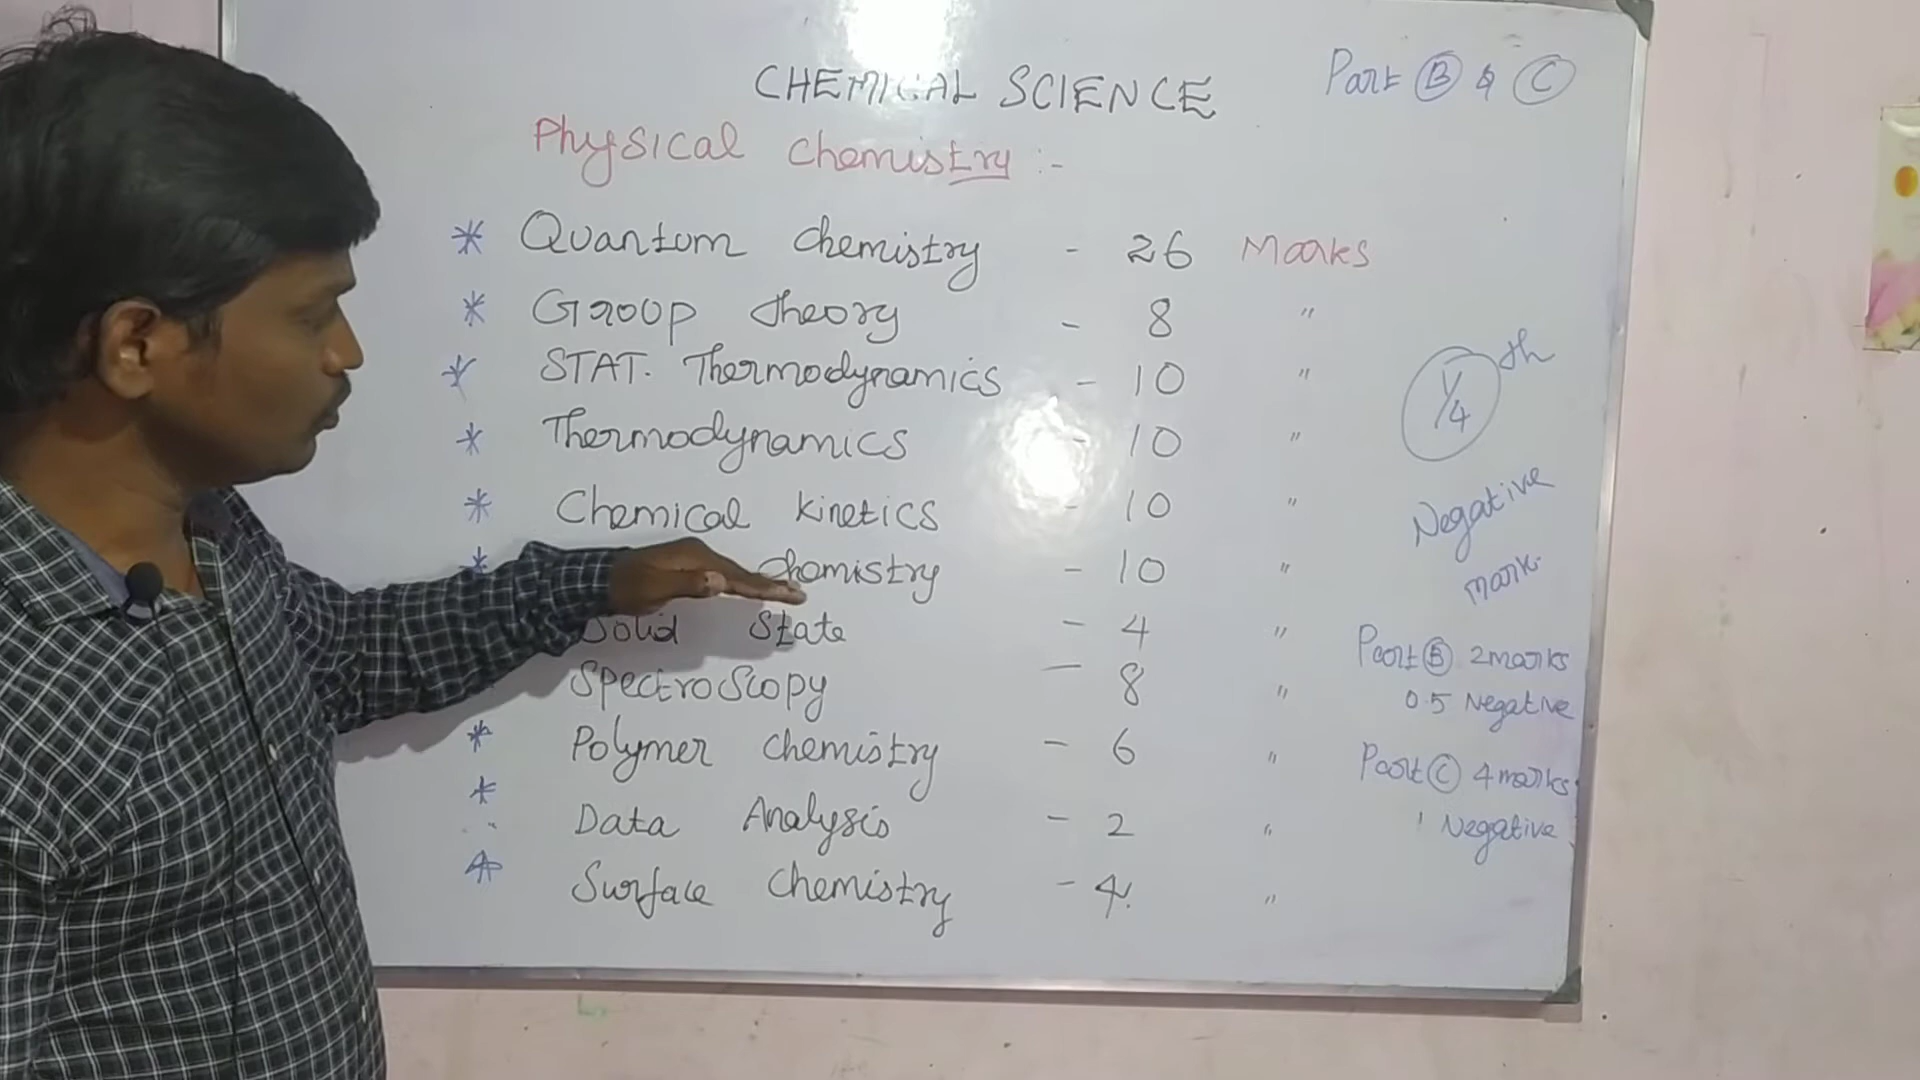 CHEMICAL SCIENCE
Part B & C
Physical chemistry :-
* Quantum chemistry - 26 Marks
* Group theory - 8 "
* STAT. Thermodynamics - 10 "
* Thermodynamics - 10 "
* Chemical kinetics - 10 "
* chemistry - 10 "
Solid State - 4 "
Spectroscopy - 8 "
* Polymer chemistry - 6 "
* Data Analysis - 2 "
* Surface chemistry - 4 "
1/4 th
Negative
mark.
Part B 2 marks
0.5 Negative
Part C 4 marks
1 Negative